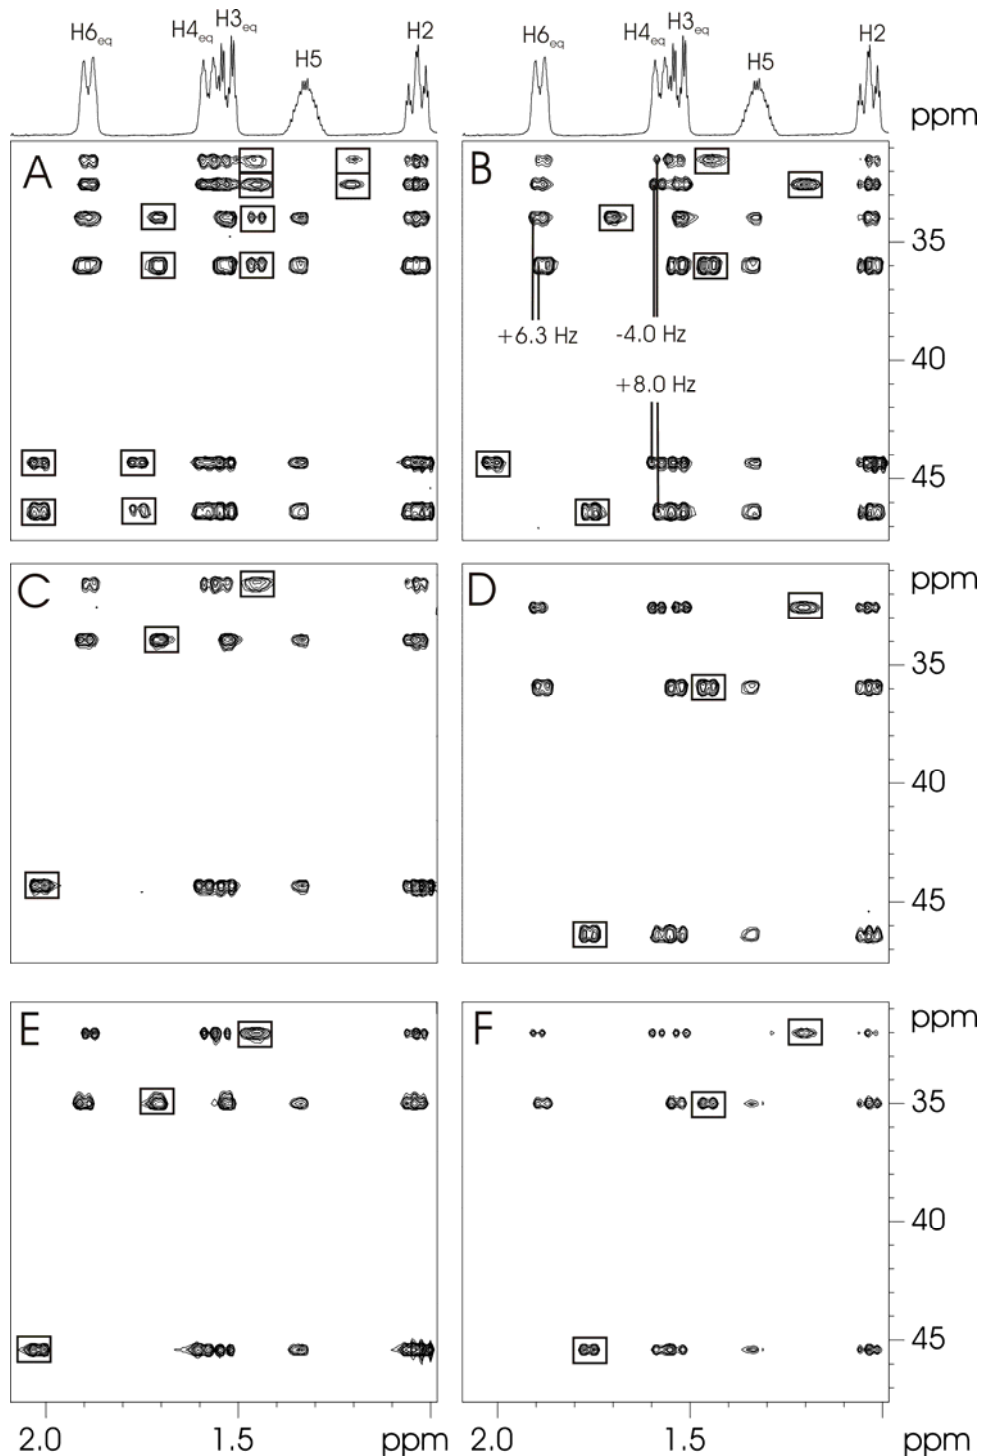 H6eq H4eq H3eq H5 H2 H6eq H4eq H3eq H5 H2
ppm
A B
35
+6.3 Hz -4.0 Hz
40
+8.0 Hz
45
C D ppm
35
40
45
E F ppm
35
40
45
2.0 1.5 ppm 2.0 1.5 ppm